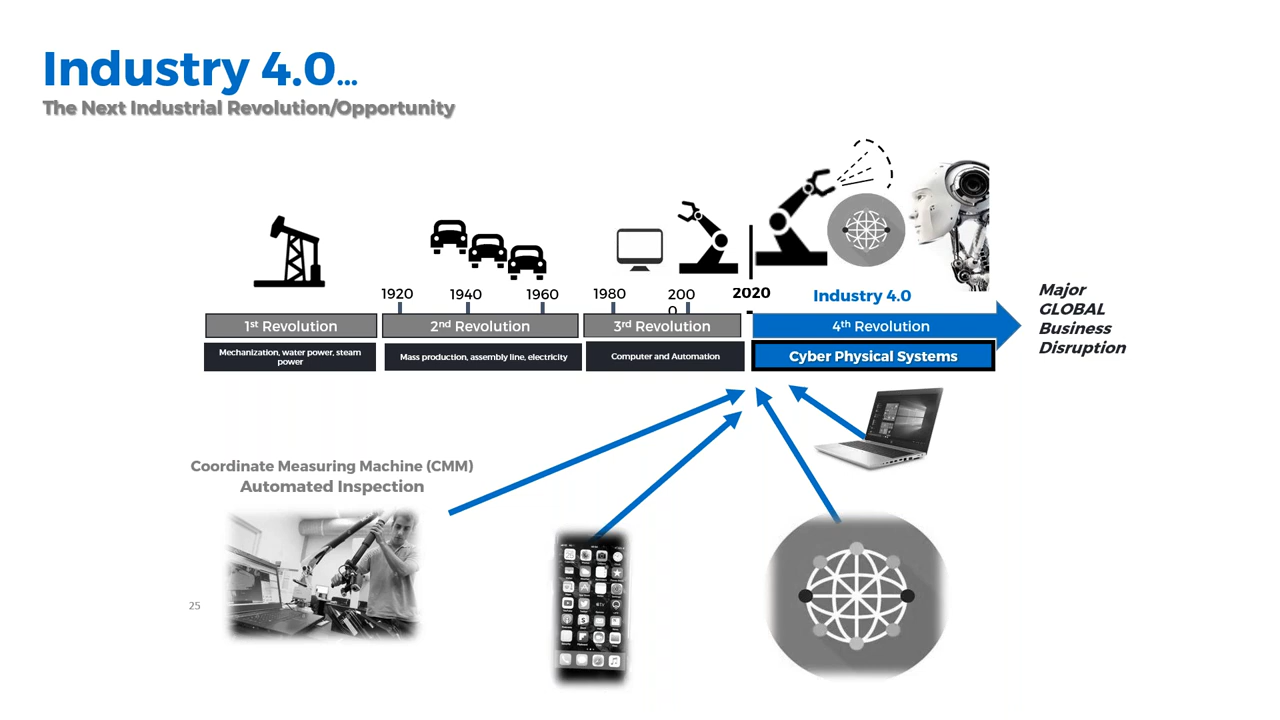 Industry 4.0...
The Next Industrial Revolution/Opportunity
1920
1940
1960
1980
200
0
2020
Industry 4.0
1st Revolution
2nd Revolution
3rd Revolution
4th Revolution
Mechanization, water power, steam
power
Mass production, assembly line, electricity
Computer and Automation
Cyber Physical Systems
Major
GLOBAL
Business
Disruption
Coordinate Measuring Machine (CMM)
Automated Inspection
25